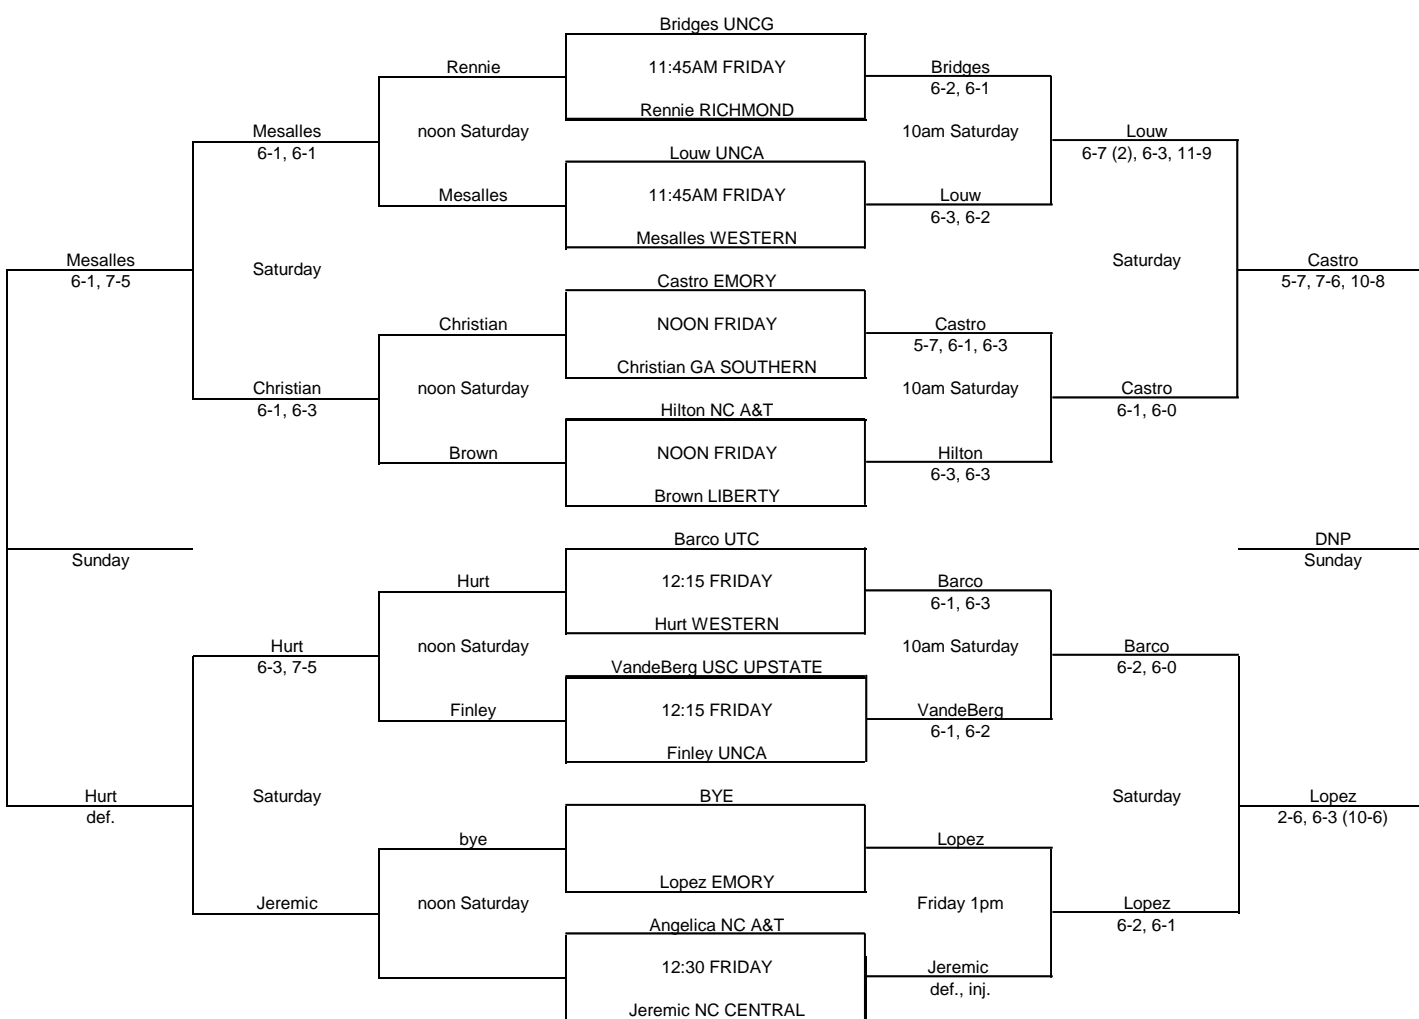 Bridges UNCG
Rennie 11:45AM FRIDAY Bridges
6-2, 6-1
Rennie RICHMOND
Mesalles noon Saturday 10am Saturday Louw
6-1, 6-1 Louw UNCA 6-7 (2), 6-3, 11-9
Mesalles 11:45AM FRIDAY Louw
6-3, 6-2
Mesalles WESTERN
Mesalles Saturday Saturday Castro
6-1, 7-5 Castro EMORY 5-7, 7-6, 10-8
Christian NOON FRIDAY Castro
5-7, 6-1, 6-3
Christian GA SOUTHERN
Christian noon Saturday 10am Saturday Castro
6-1, 6-3 Hilton NC A&T 6-1, 6-0
Brown NOON FRIDAY Hilton
6-3, 6-3
Brown LIBERTY
Barco UTC DNP
Sunday Sunday
Hurt 12:15 FRIDAY Barco
6-1, 6-3
Hurt WESTERN
Hurt noon Saturday 10am Saturday Barco
6-3, 7-5 VandeBerg USC UPSTATE 6-2, 6-0
Finley 12:15 FRIDAY VandeBerg
6-1, 6-2
Finley UNCA
Hurt Saturday BYE Saturday Lopez
def. 2-6, 6-3 (10-6)
bye Lopez
Lopez EMORY
Jeremic noon Saturday Friday 1pm Lopez
Angelica NC A&T 6-2, 6-1
12:30 FRIDAY Jeremic
def., inj.
Jeremic NC CENTRAL